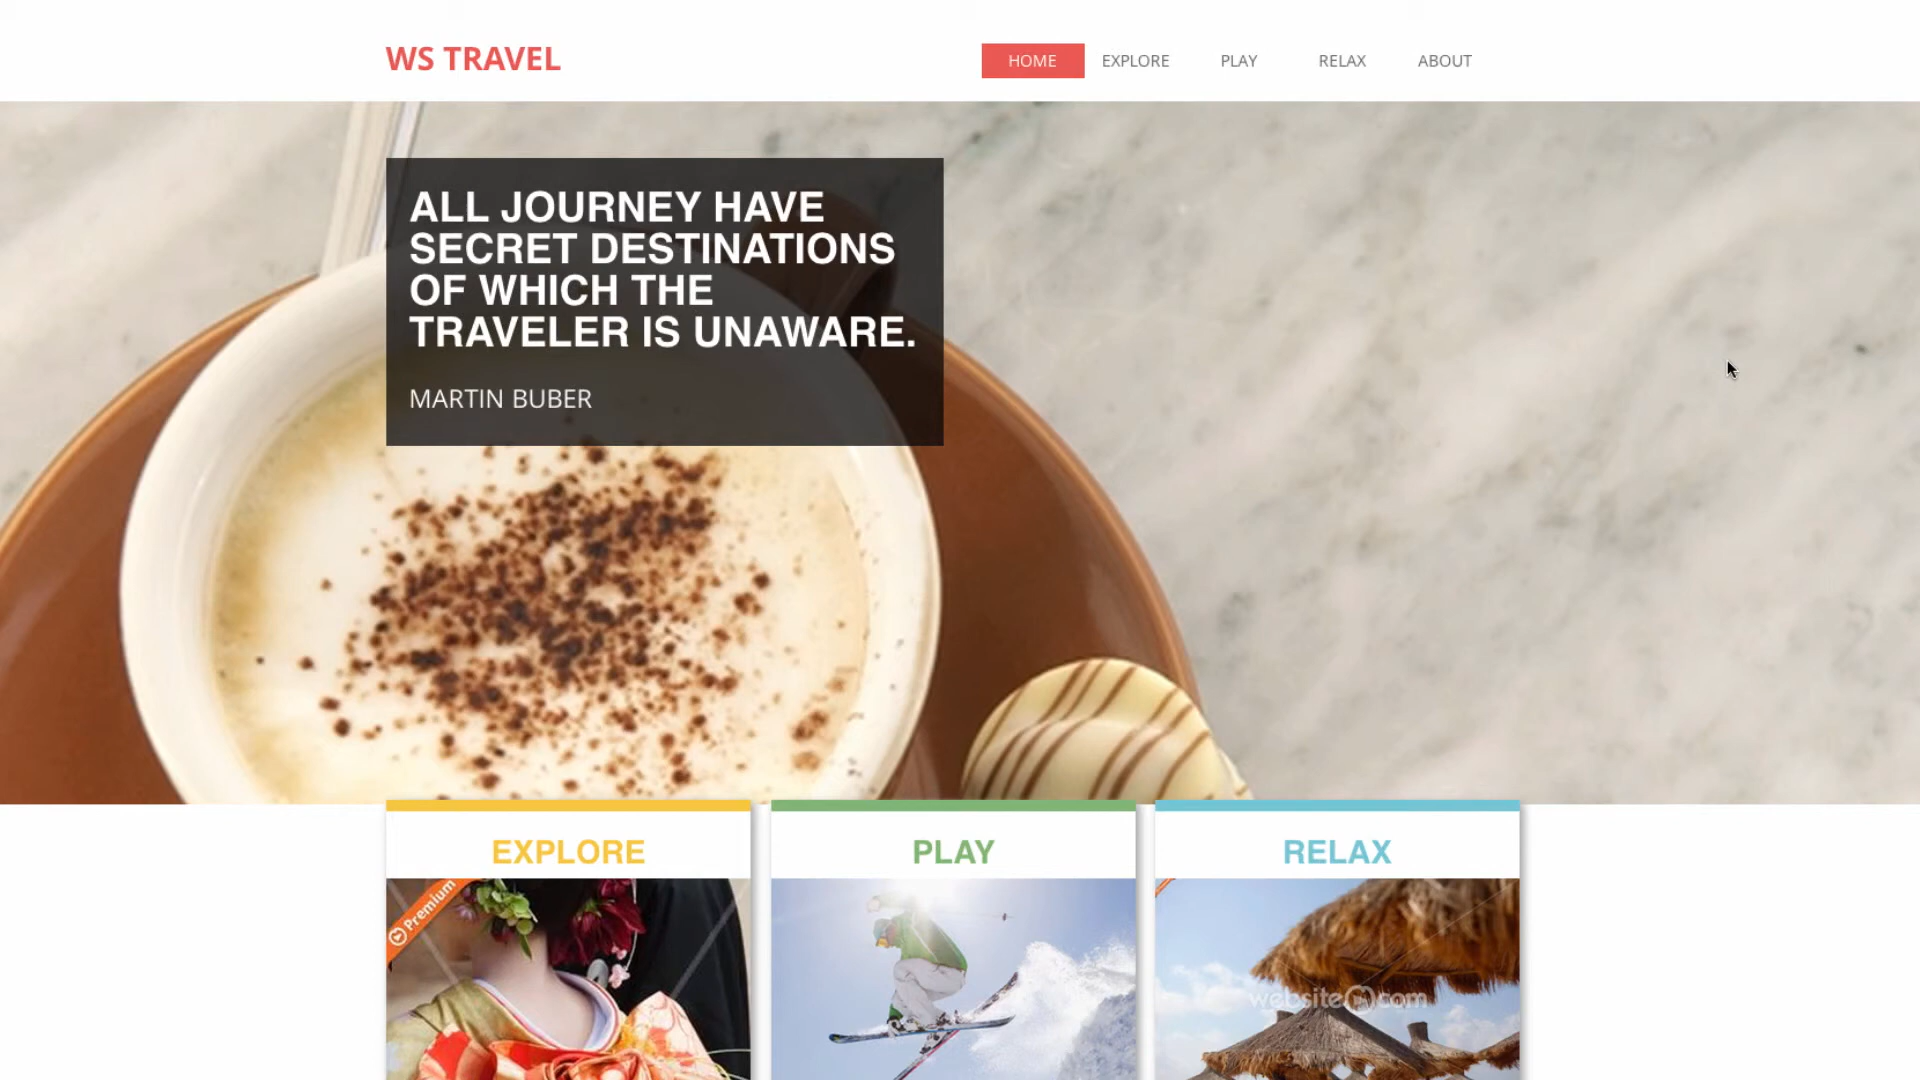 WS TRAVEL
HOME EXPLORE PLAY RELAX ABOUT
ALL JOURNEY HAVE
SECRET DESTINATIONS
OF WHICH THE
TRAVELER IS UNAWARE.
MARTIN BUBER
EXPLORE
PLAY
RELAX
Premium
website.com